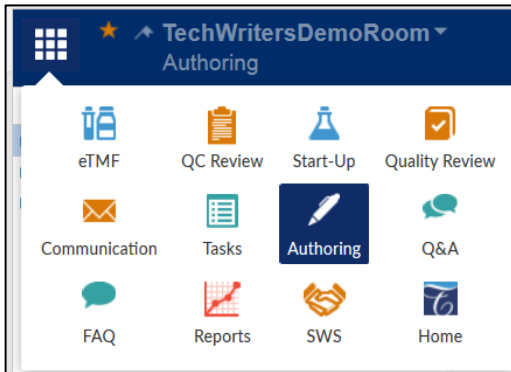 TechWritersDemoRoom
Authoring
eTMF QC Review Start-Up Quality Review
Communication Tasks Authoring Q&A
FAQ Reports SWS Home